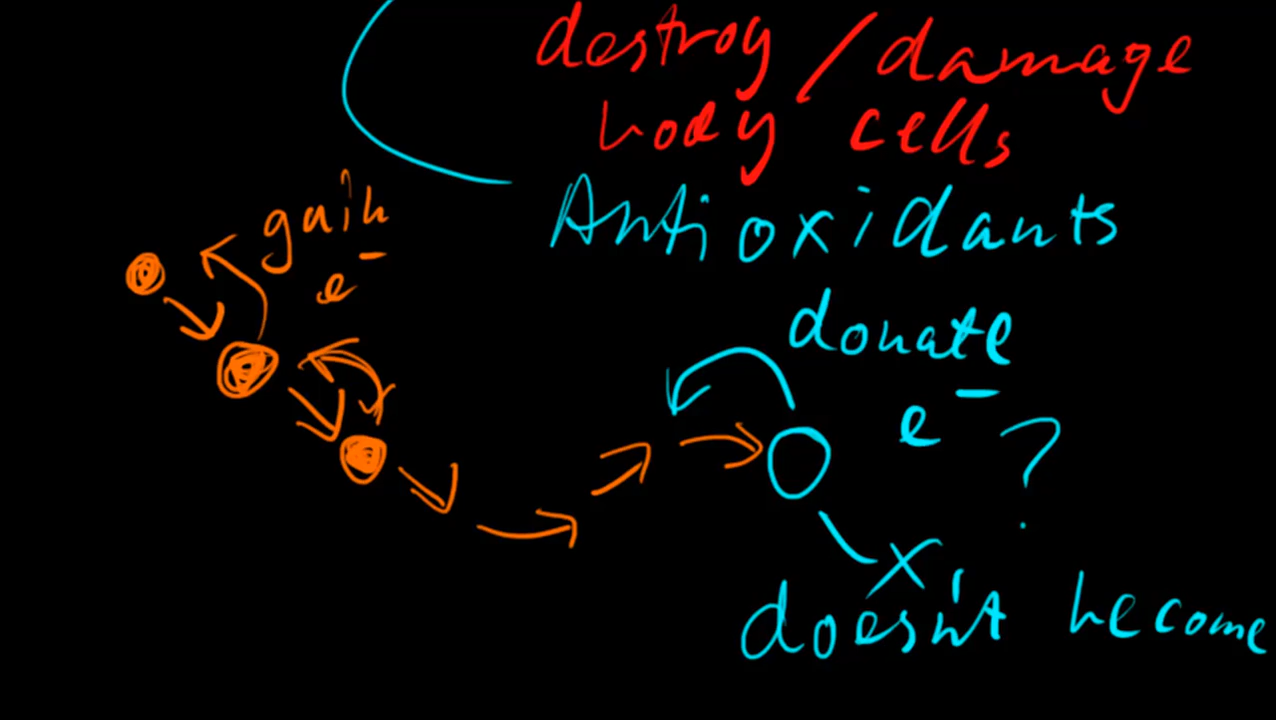 destroy / damage
body cells
Antioxidants
gain
e⁻
donate
e⁻ ?
doesn't become